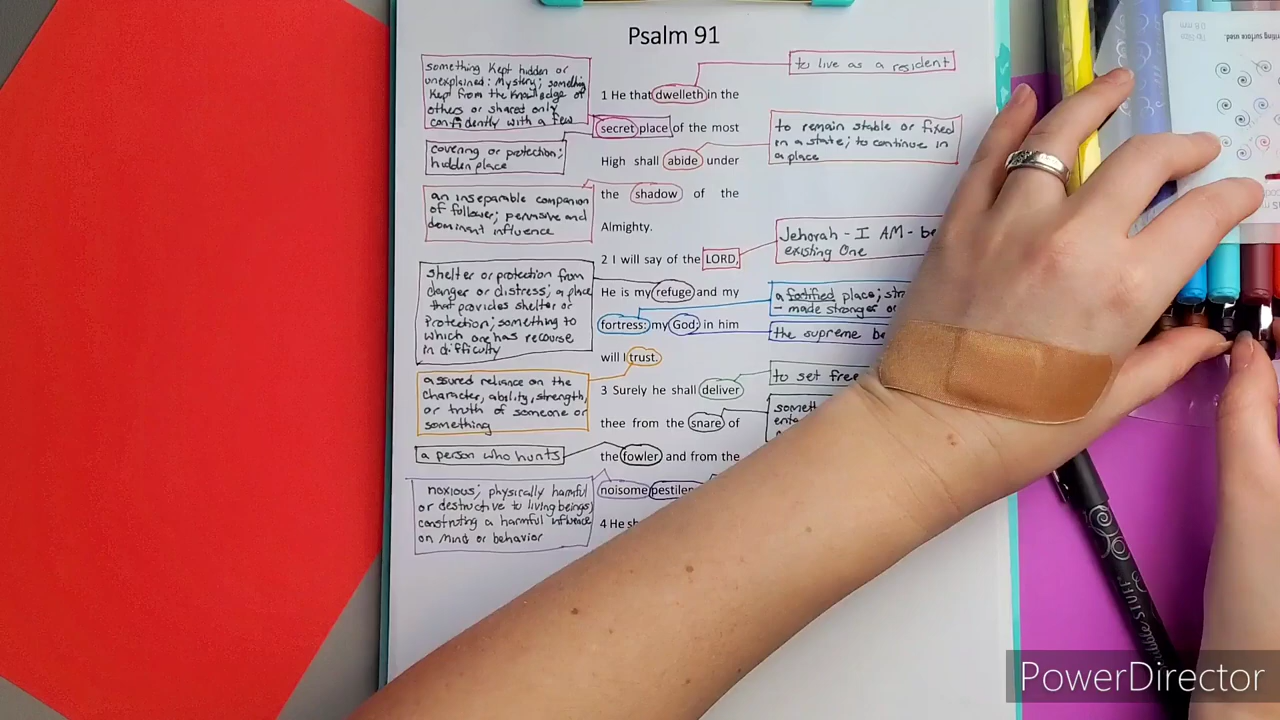 Psalm 91
something kept hidden or
unexplained: mystery; something
kept from the knowledge of
others or shared only
confidently with a few
covering or protection;
hidden place
an inseparable companion
of follower; pervasive and
dominant influence
shelter or protection from
danger or distress; a place
that provides shelter or
protection; something to
which one has recourse
in difficulty
assured reliance on the
character, ability, strength,
or truth of someone or
something
a person who hunts
noxious; physically harmful
or destructive to living beings;
a harmful influence
on mind or behavior
1 He that dwelleth in the
secret place of the most
High shall abide under
the shadow of the
Almighty.
2 I will say of the LORD,
He is my refuge and my
fortress: my God; in him
will I trust.
3 Surely he shall deliver
thee from the snare of
the fowler and from the
noisome
4 He
to live as a resident
to remain stable or fixed
in a state; to continue in
a place
Jehovah - I AM -
existing One
a fortified place;
- made stronger
the supreme
to set free
used.
PowerDirector